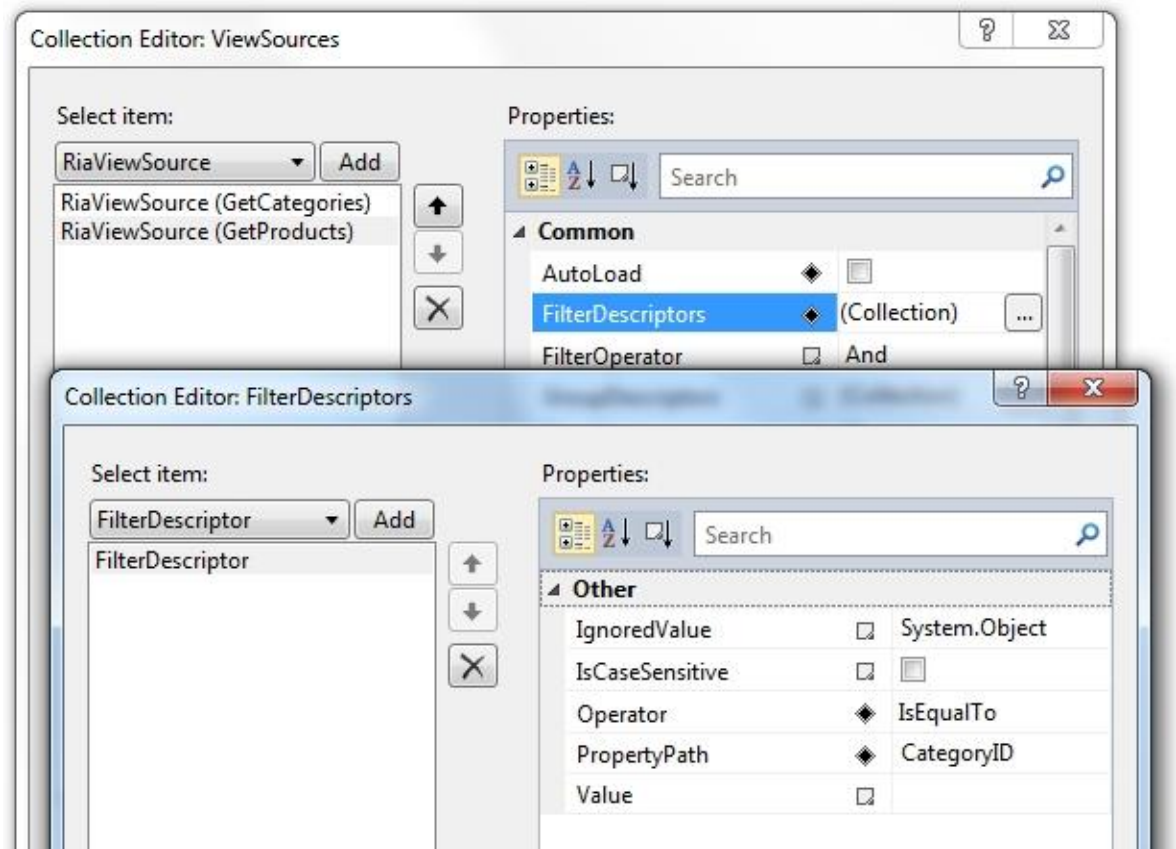 Collection Editor: ViewSources
Select item:
Properties:
RiaViewSource
Add
Search
RiaViewSource (GetCategories)
RiaViewSource (GetProducts)
Common
AutoLoad
FilterDescriptors (Collection) ...
FilterOperator And
Collection Editor: FilterDescriptors
Select item:
Properties:
FilterDescriptor
Add
Search
FilterDescriptor
Other
IgnoredValue System.Object
IsCaseSensitive
Operator IsEqualTo
PropertyPath CategoryID
Value